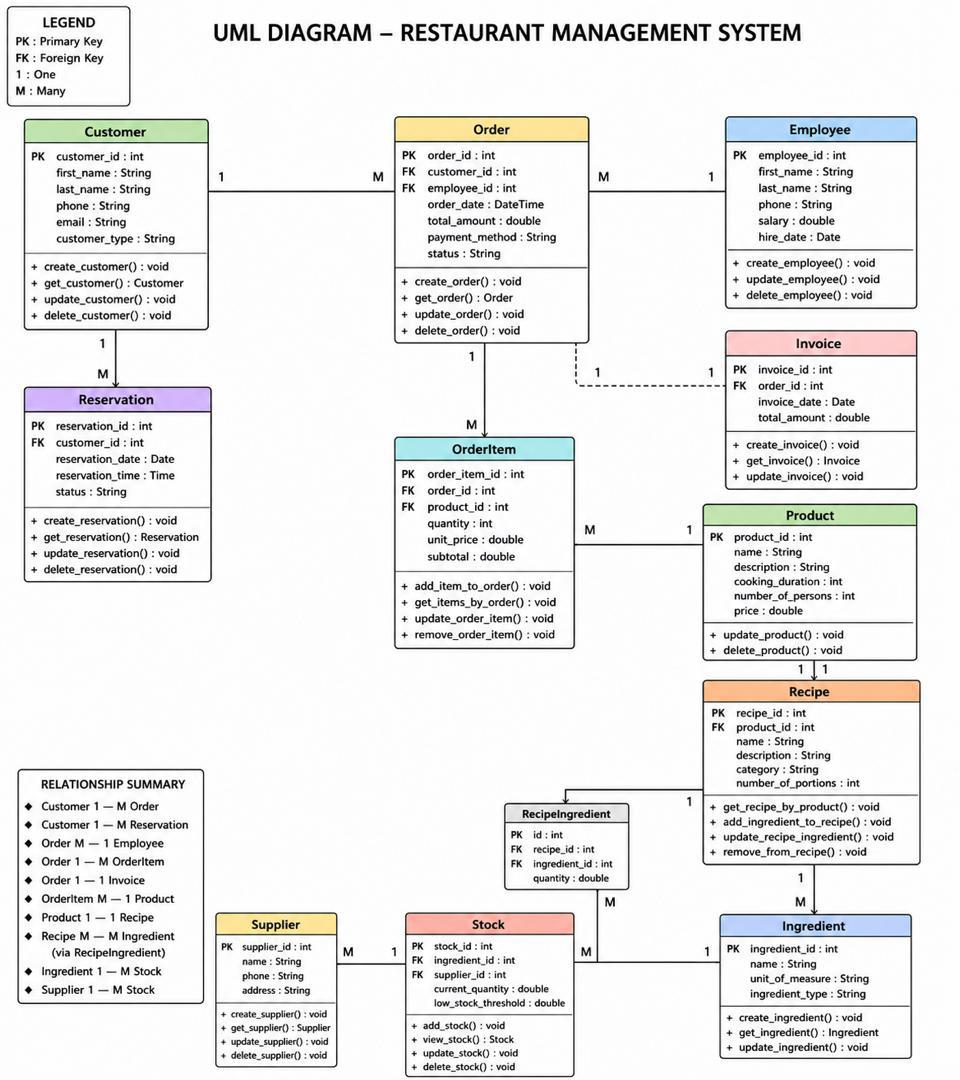 LEGEND
PK : Primary Key
FK : Foreign Key
1 : One
M : Many
UML DIAGRAM – RESTAURANT MANAGEMENT SYSTEM
Customer
PK customer_id : int
first_name : String
last_name : String
phone : String
email : String
customer_type : String
+ create_customer() : void
+ get_customer() : Customer
+ update_customer() : void
+ delete_customer() : void
1
M
Order
PK order_id : int
FK customer_id : int
FK employee_id : int
order_date : DateTime
total_amount : double
payment_method : String
status : String
+ create_order() : void
+ get_order() : Order
+ update_order() : void
+ delete_order() : void
M
1
Employee
PK employee_id : int
first_name : String
last_name : String
phone : String
salary : double
hire_date : Date
+ create_employee() : void
+ update_employee() : void
+ delete_employee() : void
1
M
Reservation
PK reservation_id : int
FK customer_id : int
reservation_date : Date
reservation_time : Time
status : String
+ create_reservation() : void
+ get_reservation() : Reservation
+ update_reservation() : void
+ delete_reservation() : void
1
M
1
1
Invoice
PK invoice_id : int
FK order_id : int
invoice_date : Date
total_amount : double
+ create_invoice() : void
+ get_invoice() : Invoice
+ update_invoice() : void
OrderItem
PK order_item_id : int
FK order_id : int
FK product_id : int
quantity : int
unit_price : double
subtotal : double
+ add_item_to_order() : void
+ get_items_by_order() : void
+ update_order_item() : void
+ remove_order_item() : void
M
1
Product
PK product_id : int
name : String
description : String
cooking_duration : int
number_of_persons : int
price : double
+ update_product() : void
+ delete_product() : void
1 1
Recipe
PK recipe_id : int
FK product_id : int
name : String
description : String
category : String
number_of_portions : int
+ get_recipe_by_product() : void
+ add_ingredient_to_recipe() : void
+ update_recipe_ingredient() : void
+ remove_from_recipe() : void
1
RecipeIngredient
PK id : int
FK recipe_id : int
FK ingredient_id : int
quantity : double
M
1
M
RELATIONSHIP SUMMARY
◆ Customer 1 — M Order
◆ Customer 1 — M Reservation
◆ Order M — 1 Employee
◆ Order 1 — M OrderItem
◆ Order 1 — 1 Invoice
◆ OrderItem M — 1 Product
◆ Product 1 — 1 Recipe
◆ Recipe M — M Ingredient
(via RecipeIngredient)
◆ Ingredient 1 — M Stock
◆ Supplier 1 — M Stock
Supplier
PK supplier_id : int
name : String
phone : String
address : String
+ create_supplier() : void
+ get_supplier() : Supplier
+ update_supplier() : void
+ delete_supplier() : void
M
1
Stock
PK stock_id : int
FK ingredient_id : int
FK supplier_id : int
current_quantity : double
low_stock_threshold : double
+ add_stock() : void
+ view_stock() : Stock
+ update_stock() : void
+ delete_stock() : void
M
1
Ingredient
PK ingredient_id : int
name : String
unit_of_measure : String
ingredient_type : String
+ create_ingredient() : void
+ get_ingredient() : Ingredient
+ update_ingredient() : void